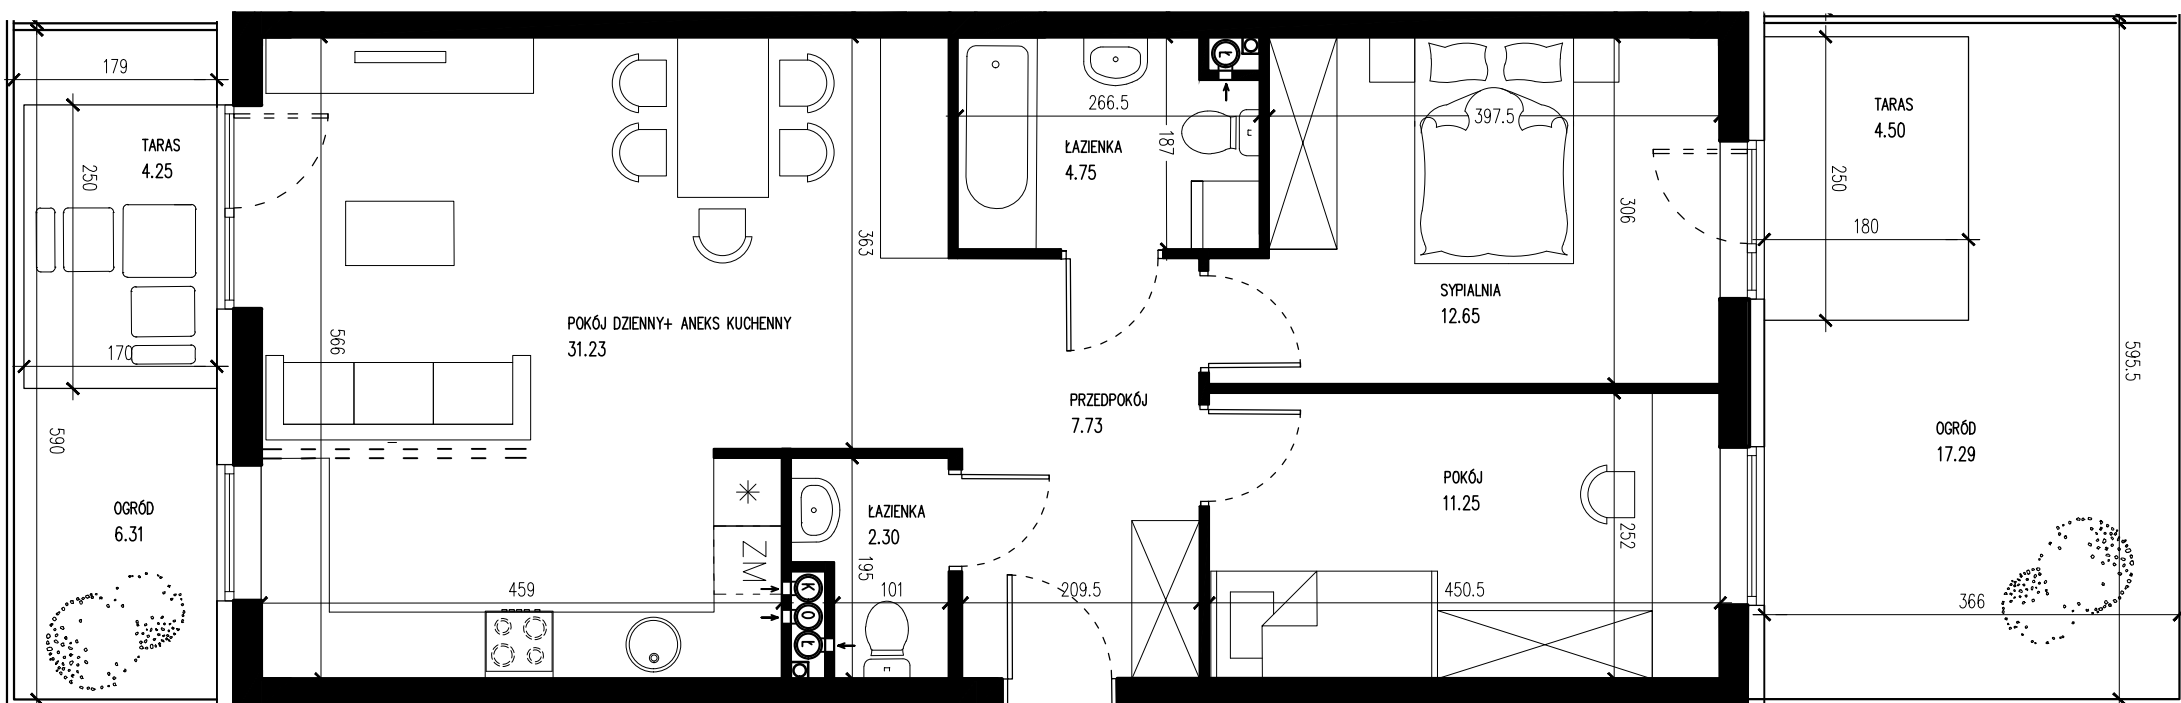 179
TARAS
4.25
250
170
590
OGRÓD
6.31
566
POKÓJ DZIENNY+ ANEKS KUCHENNY
31.23
363
459
ZM
K
O
Ł
ŁAZIENKA
2.30
195
101
266.5
187
ŁAZIENKA
4.75
Ł
PRZEDPOKÓJ
7.73
209.5
397.5
306
SYPIALNIA
12.65
POKÓJ
11.25
252
450.5
TARAS
4.50
250
180
595.5
OGRÓD
17.29
366